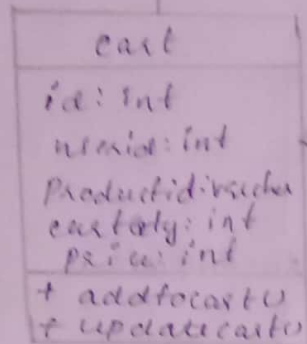 cart
id: int
userid: int
Productid: varchar
cartqty: int
price: int
+ addtocart()
+ updatecart()